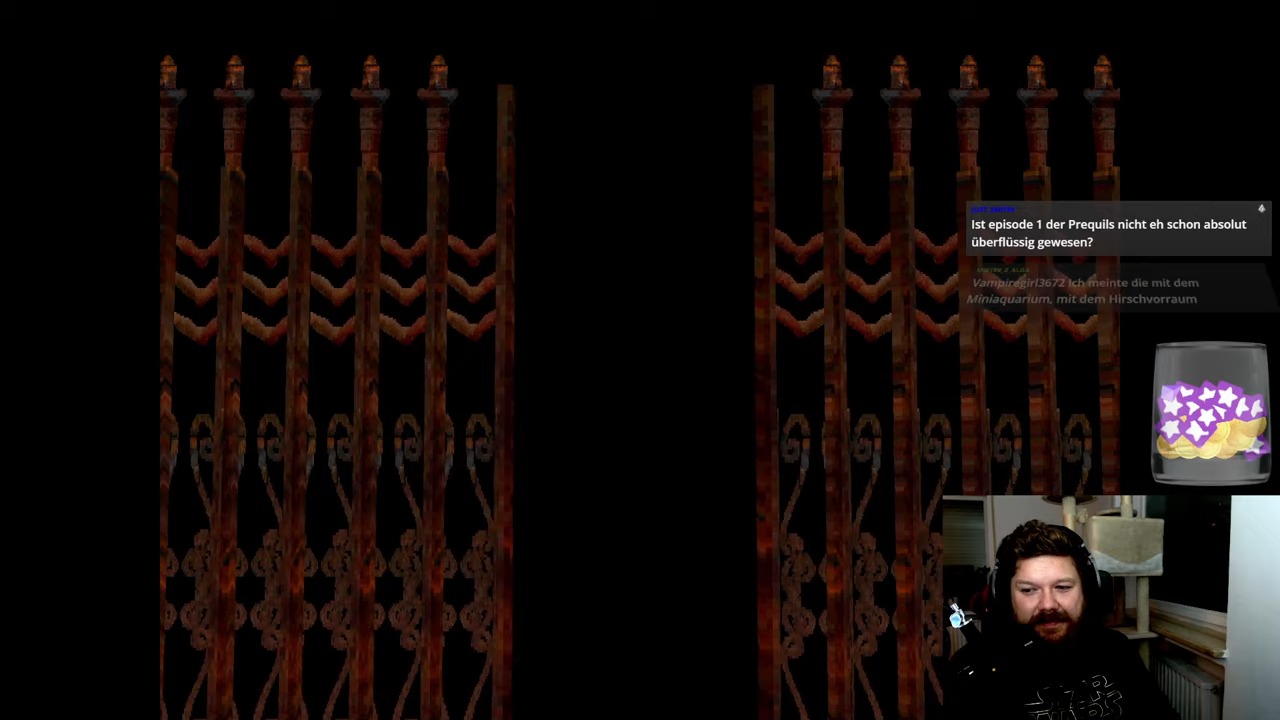 Ist episode 1 der Prequils nicht eh schon absolut
überflüssig gewesen?
Vampiregirl3672 Ich meinte die mit dem
Miniaquarium, mit dem Hirschvorraum